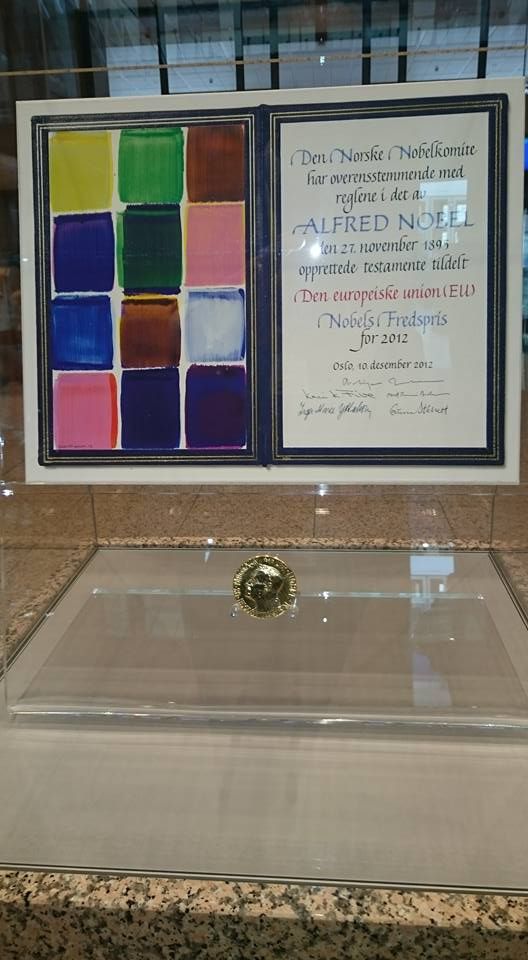 Den Norske Nobelkomite
har overensstemmende med
reglene i det av
ALFRED NOBEL
den 27. november 1895
opprettede testamente tildelt
Den europeiske union (EU)
Nobels Fredspris
for 2012
Oslo, 10. desember 2012